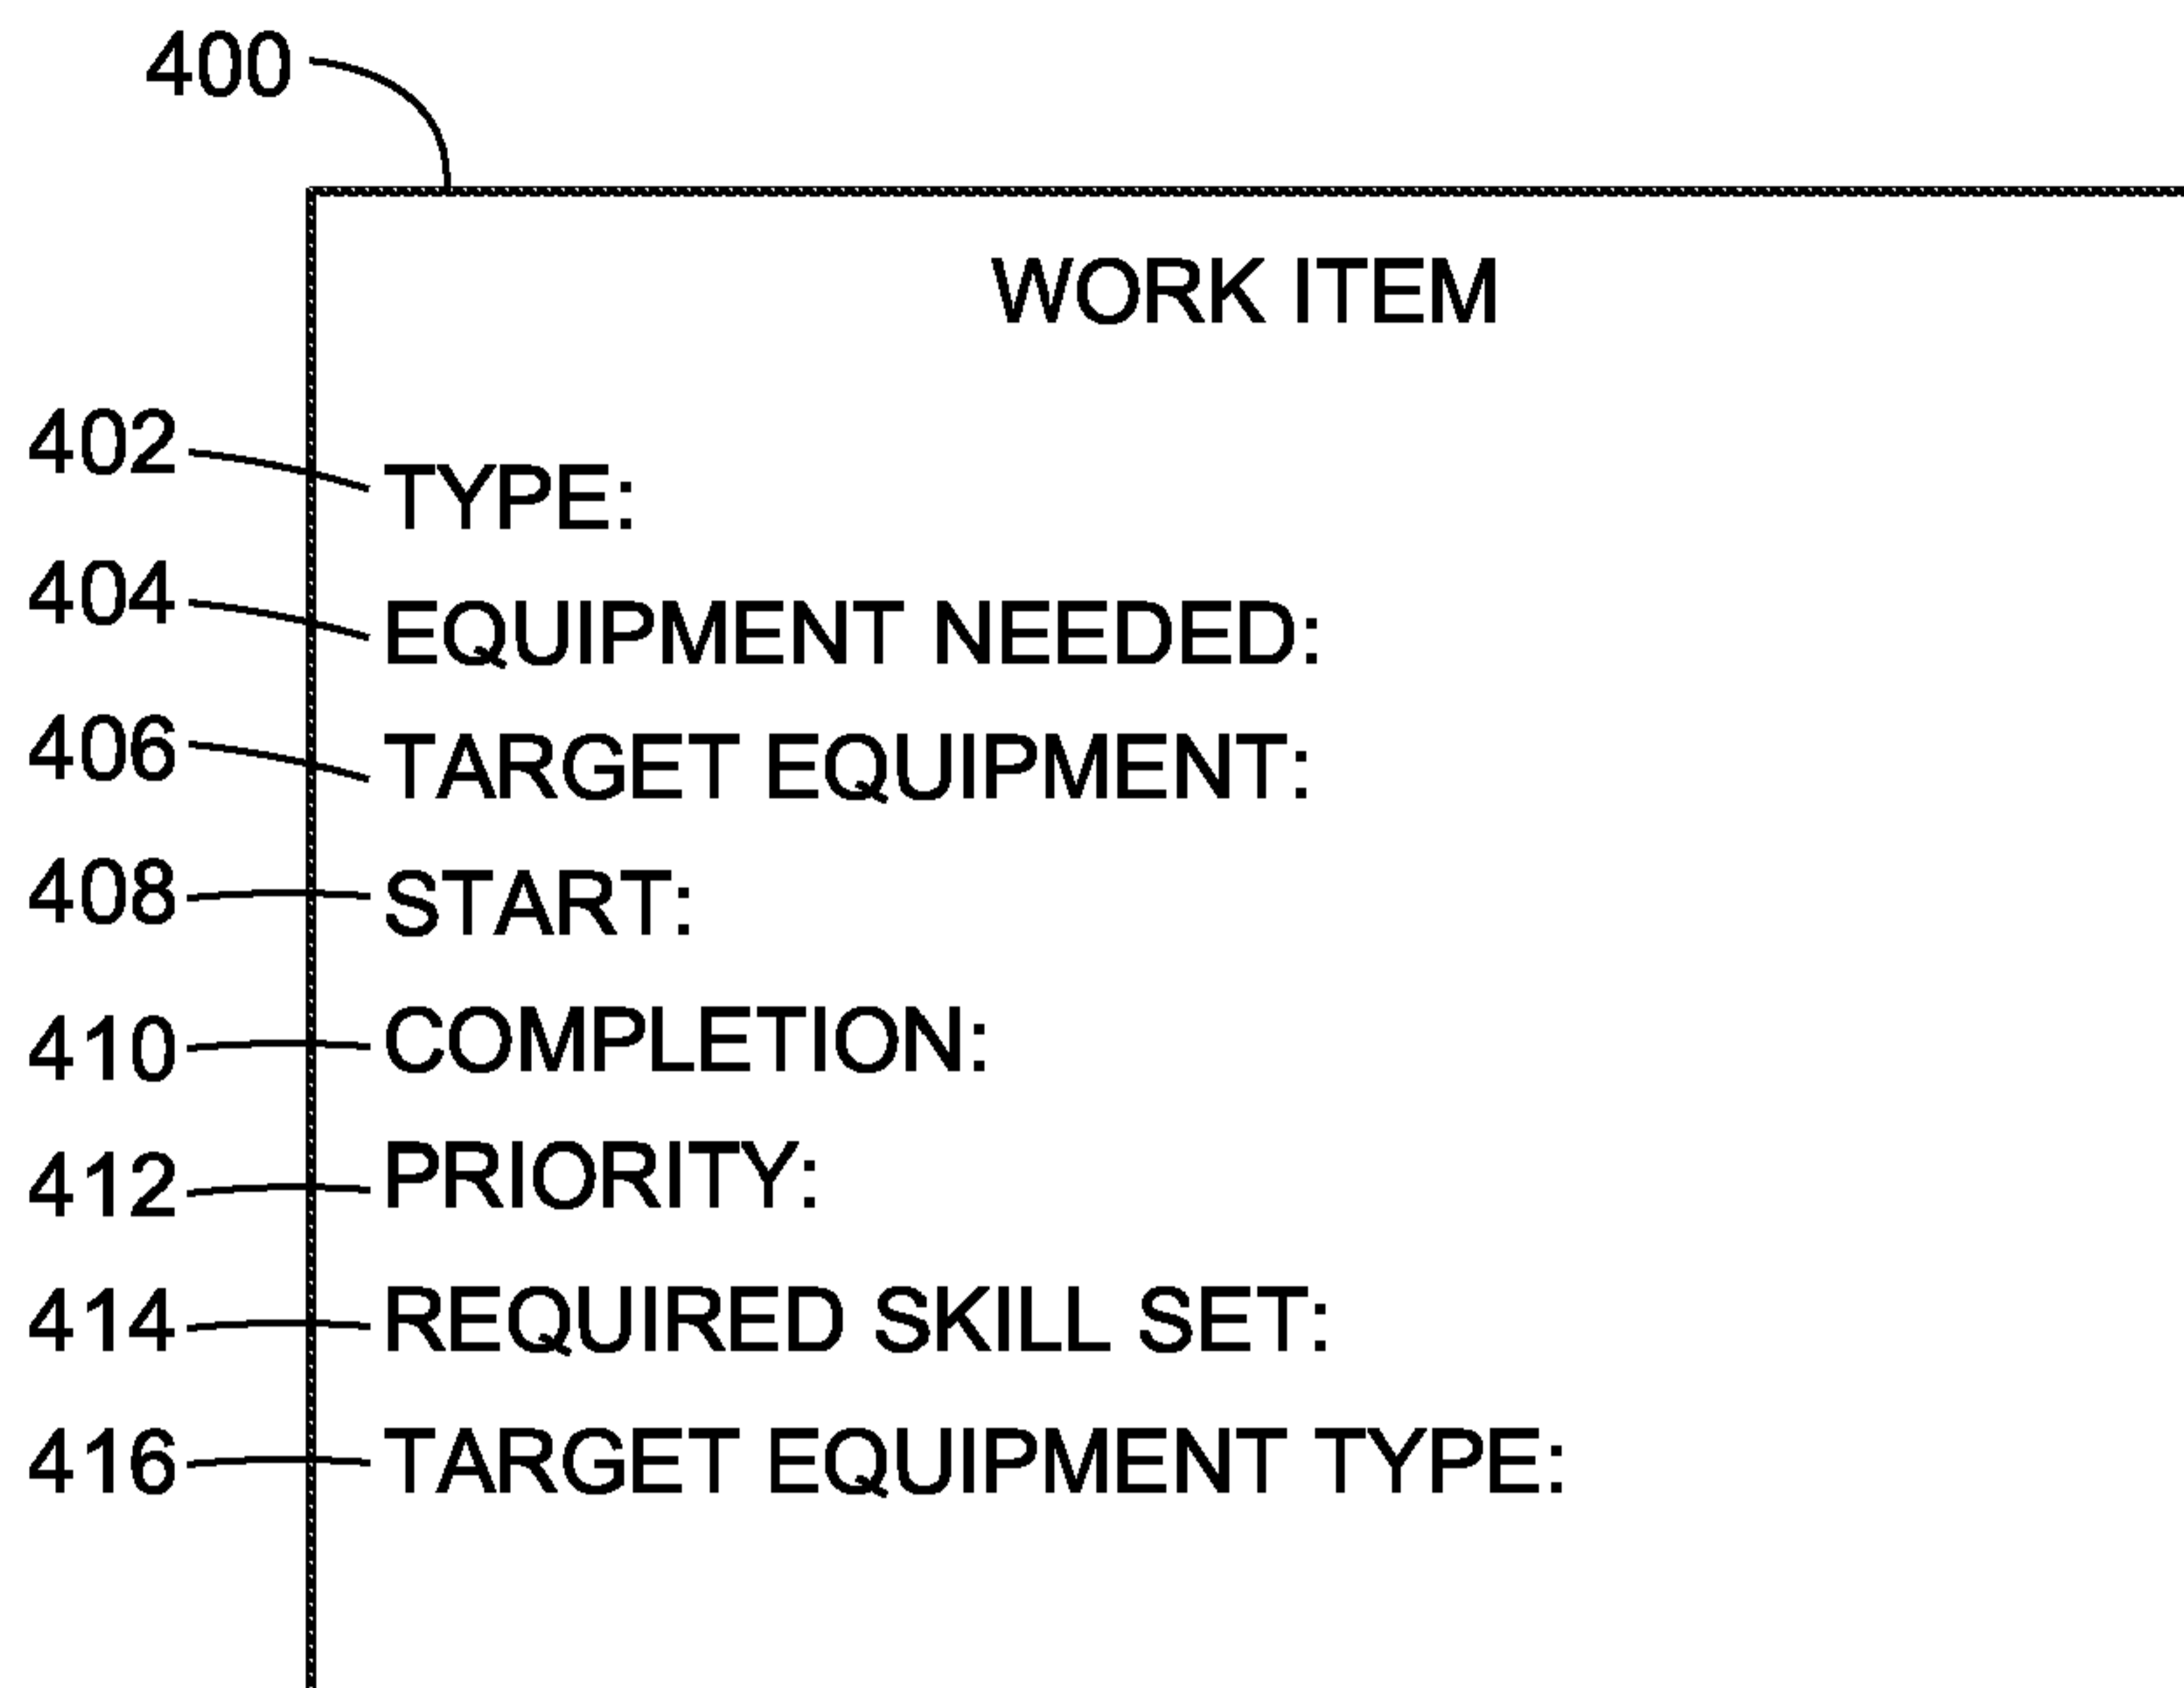 400
WORK ITEM
402 TYPE:
404 EQUIPMENT NEEDED:
406 TARGET EQUIPMENT:
408 START:
410 COMPLETION:
412 PRIORITY:
414 REQUIRED SKILL SET:
416 TARGET EQUIPMENT TYPE: